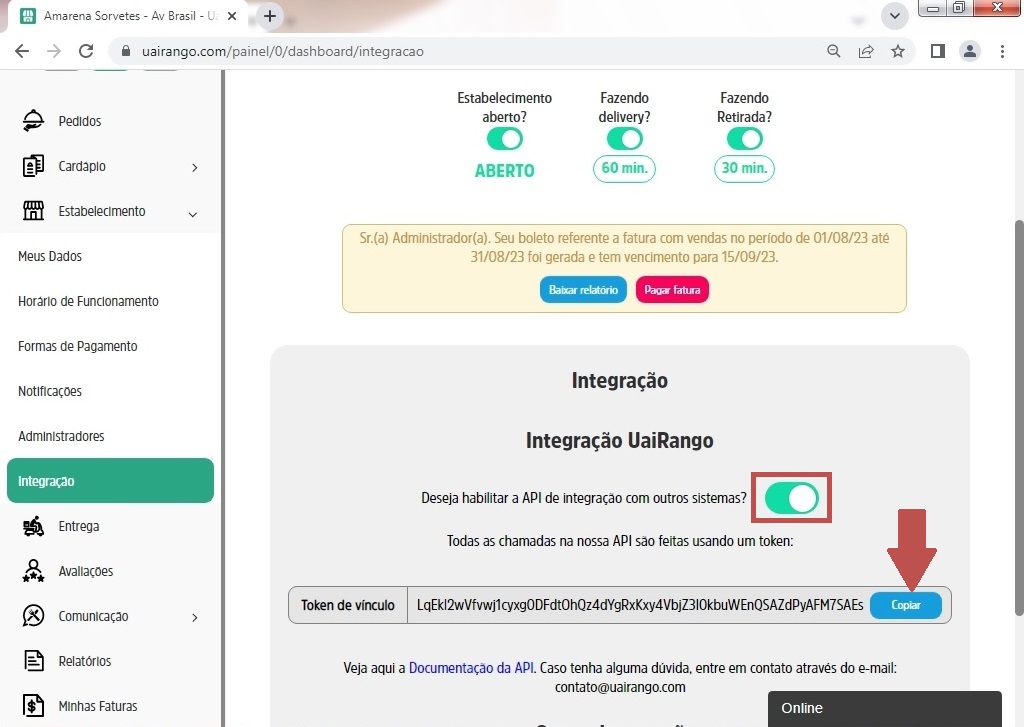 Amarena Sorvetes - Av Brasil - Ua
uairango.com/painel/0/dashboard/integracao
Pedidos
Cardápio
Estabelecimento
Meus Dados
Horário de Funcionamento
Formas de Pagamento
Notificações
Administradores
Integração
Entrega
Avaliações
Comunicação
Relatórios
Minhas Faturas
Estabelecimento aberto?
ABERTO
Fazendo delivery?
60 min.
Fazendo Retirada?
30 min.
Sr.(a) Administrador(a). Seu boleto referente a fatura com vendas no período de 01/08/23 até
31/08/23 foi gerada e tem vencimento para 15/09/23.
Baixar relatório Pagar fatura
Integração
Integração UaiRango
Deseja habilitar a API de integração com outros sistemas?
Todas as chamadas na nossa API são feitas usando um token:
Token de vínculo LqEkl2wVfvwj1cyxg0DFdtOhQz4dYgRxKxy4VbjZ3I0kbuWEnQSAZdPyAFM7SAEs Copiar
Veja aqui a Documentação da API. Caso tenha alguma dúvida, entre em contato através do e-mail:
contato@uairango.com
Online